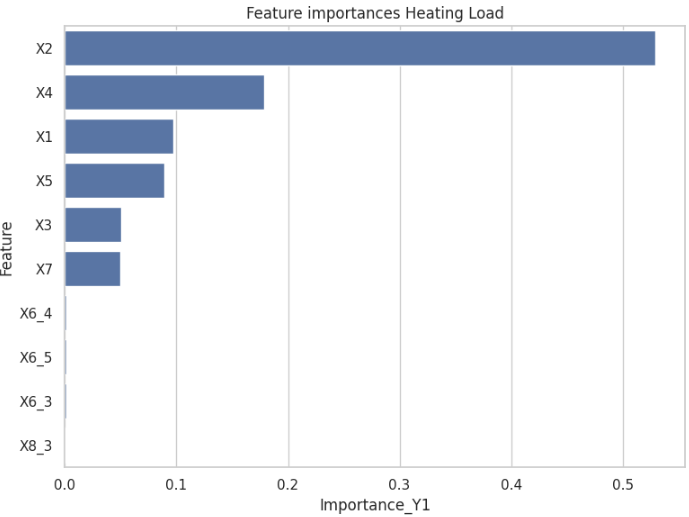 Feature importances Heating Load
X2
X4
X1
X5
X3
X7
X6_4
X6_5
X6_3
X8_3
Feature
0.0 0.1 0.2 0.3 0.4 0.5
Importance_Y1